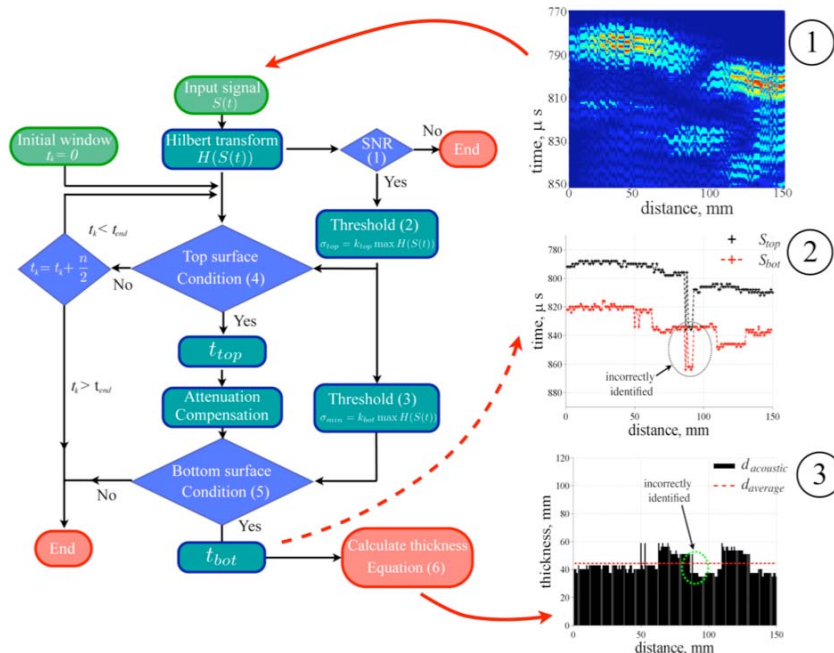 Input signal
S(t)
Initial window
tᵢ= 0
Hilbert transform
H(S(t))
SNR
(1)
No
End
Yes
Threshold (2)
σ_top = k_top max H(S(t))
t_k < t_end
t_k = t_k + n/2
No
Top surface
Condition (4)
Yes
t_top
Attenuation
Compensation
Threshold (3)
σ_min = k_bot max H(S(t))
t_k > t_end
Bottom surface
Condition (5)
No
Yes
End
t_bot
Calculate thickness
Equation (6)
1
770
790
810
830
850
time, μ s
0
50
100
150
distance, mm
2
S_top
S_bot
780
800
820
840
860
880
time, μ s
incorrectly
identified
0
50
100
150
distance, mm
3
d_acoustic
d_average
incorrectly
identified
120
100
80
60
40
20
0
thickness, mm
0
50
100
150
distance, mm